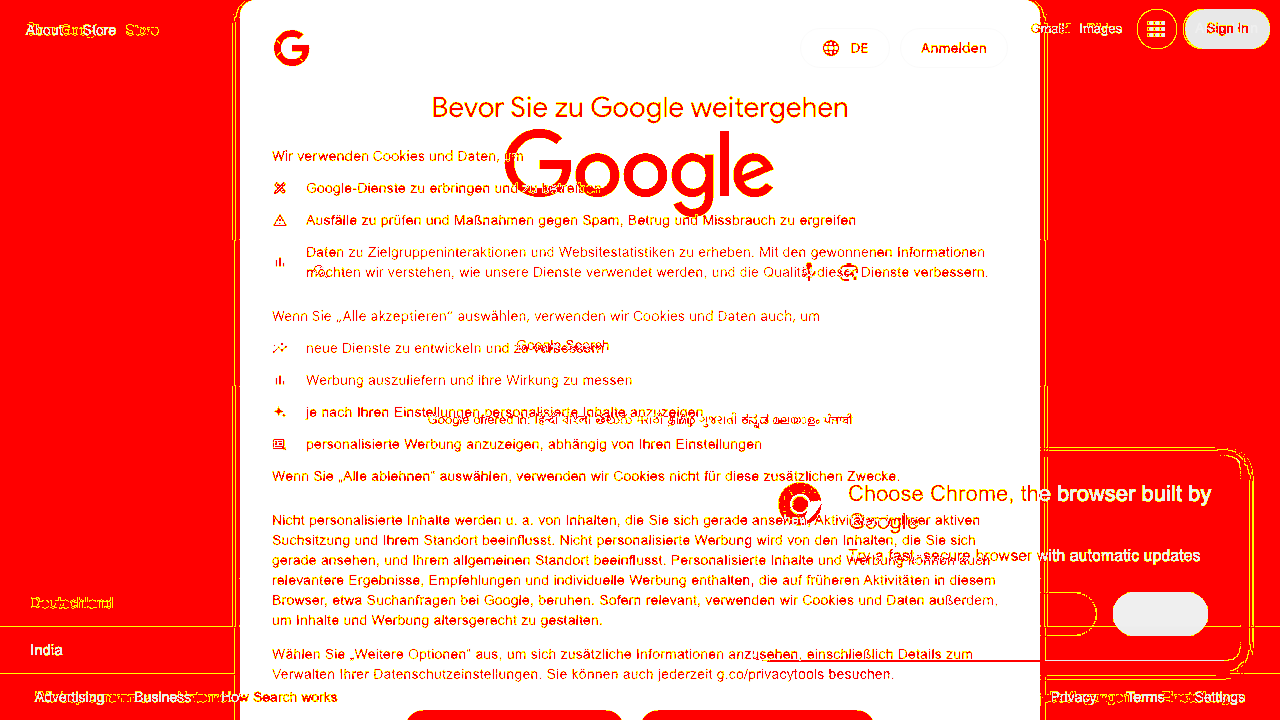 About Store Store
Gmail Images
Sign in
G
DE
Anmelden
Bevor Sie zu Google weitergehen
Google
Wir verwenden Cookies und Daten, um
Google-Dienste zu erbringen und zu betreiben
Ausfälle zu prüfen und Maßnahmen gegen Spam, Betrug und Missbrauch zu ergreifen
Daten zu Zielgruppeninteraktionen und Websitestatistiken zu erheben. Mit den gewonnenen Informationen
möchten wir verstehen, wie unsere Dienste verwendet werden, und die Qualität dieser Dienste verbessern.
Wenn Sie „Alle akzeptieren“ auswählen, verwenden wir Cookies und Daten auch, um
neue Dienste zu entwickeln und zu verbessern
Google Search
Werbung auszuliefern und ihre Wirkung zu messen
je nach Ihren Einstellungen personalisierte Inhalte anzuzeigen
Google offered in: हिन्दी বাংলা తెలుగు मराठी தமிழ் ગુજરાતી ಕನ್ನಡ മലയാളം ਪੰਜਾਬੀ
personalisierte Werbung anzuzeigen, abhängig von Ihren Einstellungen
Wenn Sie „Alle ablehnen“ auswählen, verwenden wir Cookies nicht für diese zusätzlichen Zwecke.
Choose Chrome, the browser built by
Google
Try a fast, secure browser with automatic updates
Nicht personalisierte Inhalte werden u. a. von Inhalten, die Sie sich gerade ansehen, Aktivitäten in Ihrer aktiven
Suchsitzung und Ihrem Standort beeinflusst. Nicht personalisierte Werbung wird von den Inhalten, die Sie sich
gerade ansehen, und Ihrem allgemeinen Standort beeinflusst. Personalisierte Inhalte und Werbung können auch
relevantere Ergebnisse, Empfehlungen und individuelle Werbung enthalten, die auf früheren Aktivitäten in diesem
Browser, etwa Suchanfragen bei Google, beruhen. Sofern relevant, verwenden wir Cookies und Daten außerdem,
um Inhalte und Werbung altersgerecht zu gestalten.
Deutschland
India
Wählen Sie „Weitere Optionen“ aus, um sich zusätzliche Informationen anzusehen, einschließlich Details zum
Verwalten Ihrer Datenschutzeinstellungen. Sie können auch jederzeit g.co/privacytools besuchen.
Advertising Business How Search works
Privacy Terms Settings